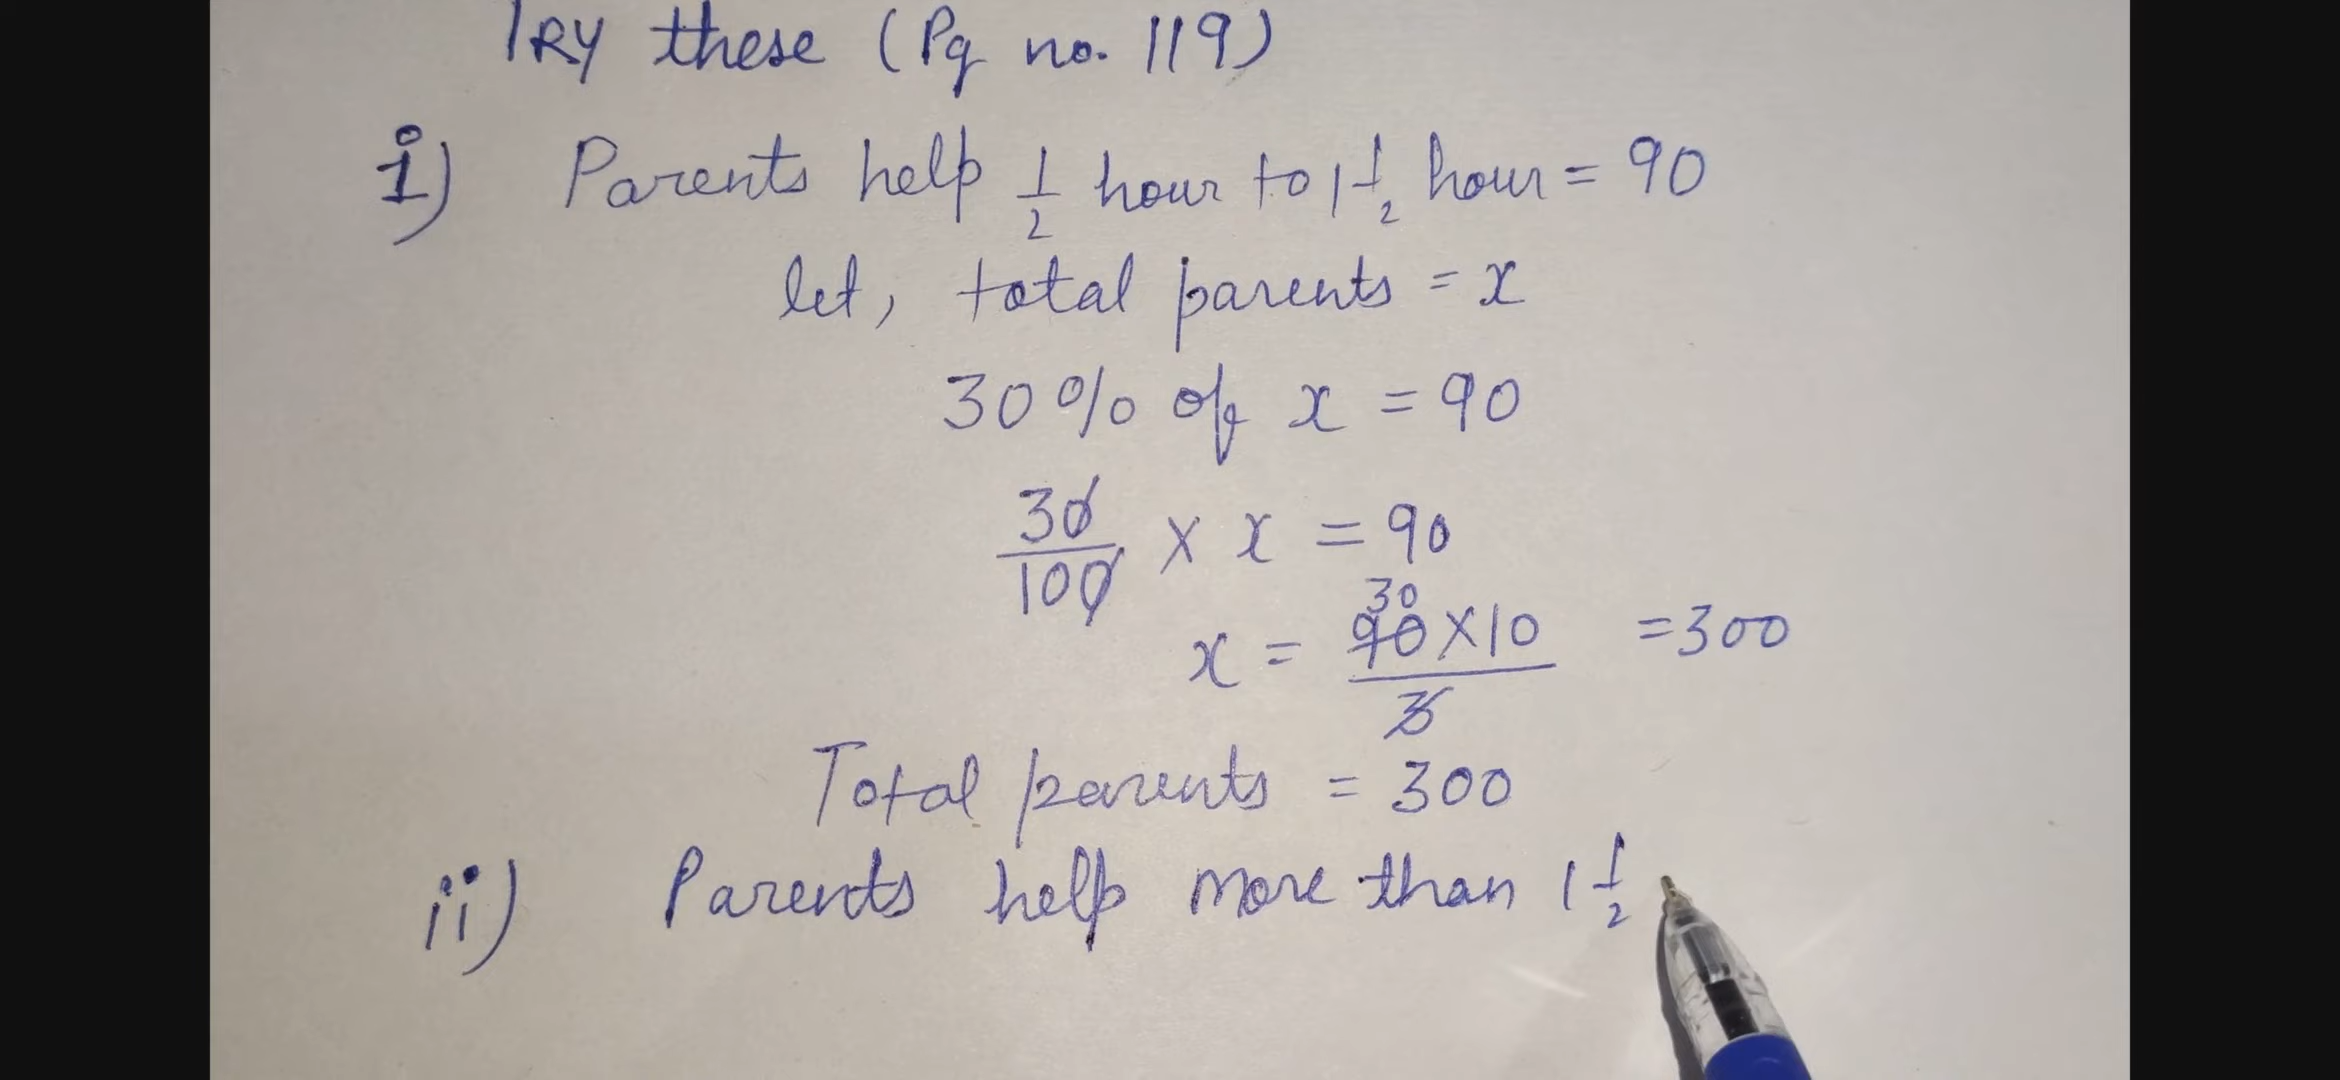 TRY these (Pg no. 119)
i) Parents help 1/2 hour to 1 1/2 hour = 90
let, total parents = x
30% of x = 90
30/100 × x = 90
x = 30 90 × 10 / 3 = 300
Total parents = 300
ii) Parents help more than 1 1/2